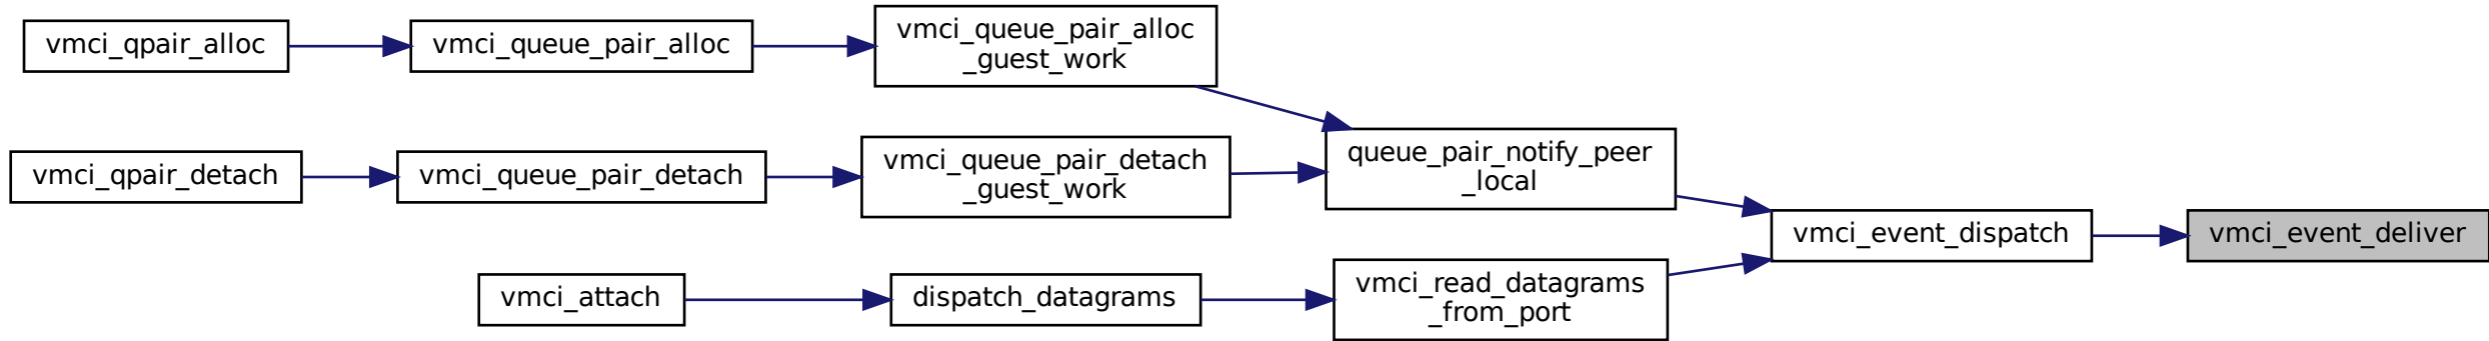 vmci_qpair_alloc
vmci_queue_pair_alloc
vmci_queue_pair_alloc
_guest_work
vmci_qpair_detach
vmci_queue_pair_detach
vmci_queue_pair_detach
_guest_work
queue_pair_notify_peer
_local
vmci_attach
dispatch_datagrams
vmci_read_datagrams
_from_port
vmci_event_dispatch
vmci_event_deliver